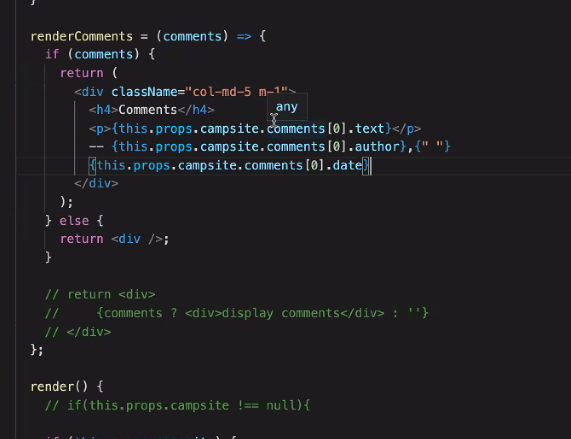 renderComments = (comments) => {
if (comments) {
return (
<div className="col-md-5 m-1">
any
<h4>Comments</h4>
<p>{this.props.campsite.comments[0].text}</p>
-- {this.props.campsite.comments[0].author},{" "}
{this.props.campsite.comments[0].date}
</div>
);
} else {
return <div />;
}
// return <div>
//     {comments ? <div>display comments</div> : ''}
// </div>
};
render() {
// if(this.props.campsite !== null){